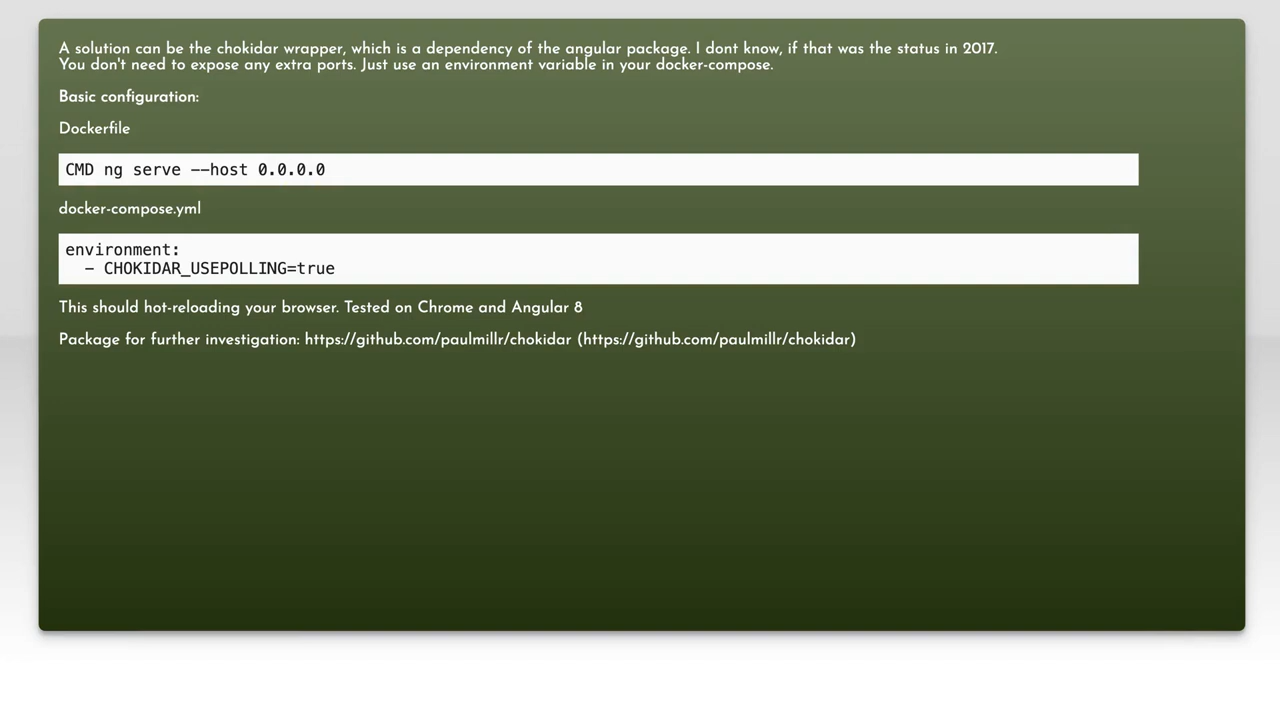 A solution can be the chokidar wrapper, which is a dependency of the angular package. I dont know, if that was the status in 2017.
You don't need to expose any extra ports. Just use an environment variable in your docker-compose.
Basic configuration:
Dockerfile
CMD ng serve --host 0.0.0.0
docker-compose.yml
environment:
  - CHOKIDAR_USEPOLLING=true
This should hot-reloading your browser. Tested on Chrome and Angular 8
Package for further investigation: https://github.com/paulmillr/chokidar (https://github.com/paulmillr/chokidar)